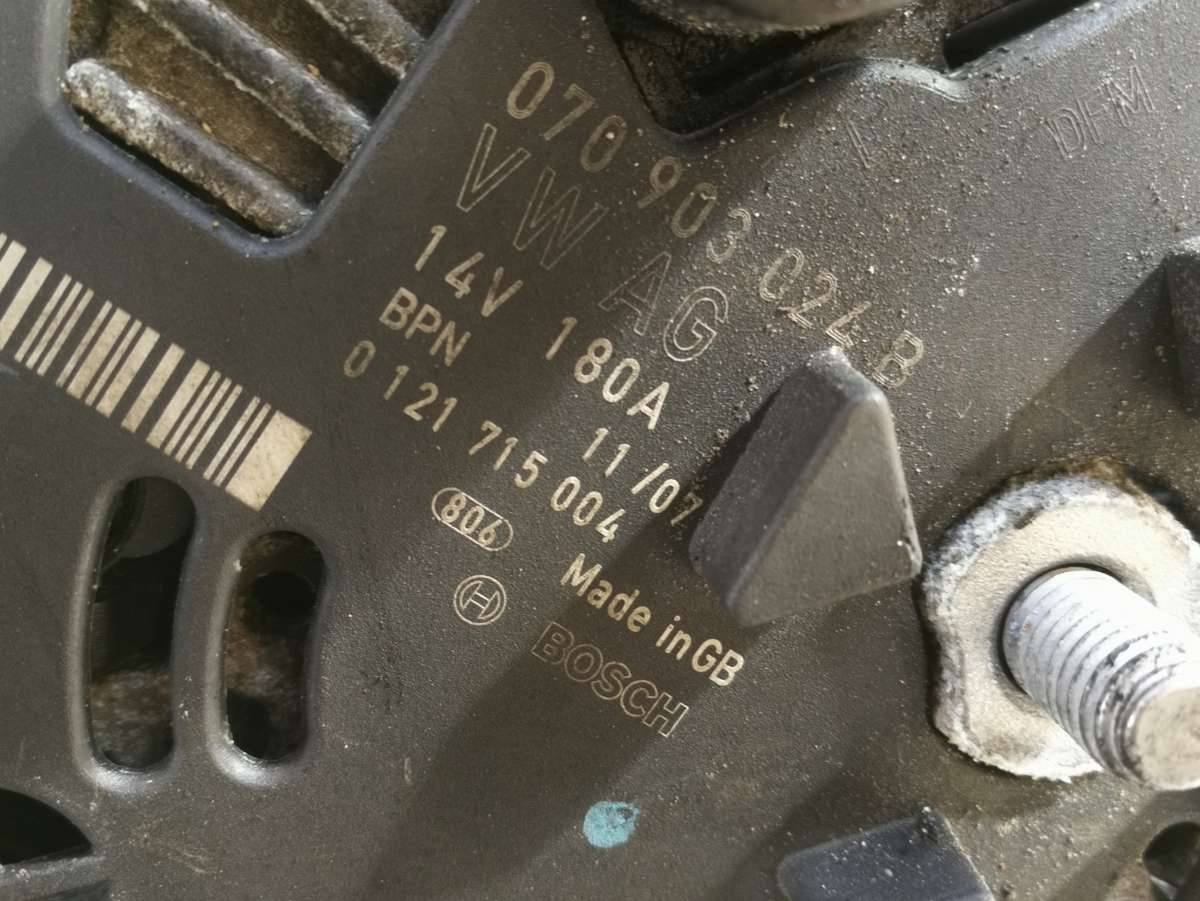 070 903 024 B
VW AG
14V 180A
BPN 11/07
0 121 715 004
806 Made in GB
BOSCH
DFM